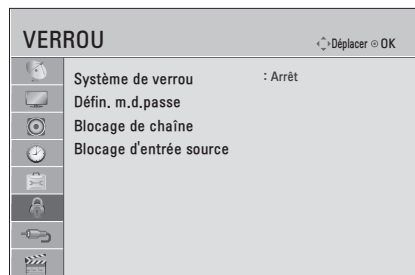 VERROU
Déplacer OK
Système de verrou : Arrêt
Défin. m.d.passe
Blocage de chaîne
Blocage d'entrée source